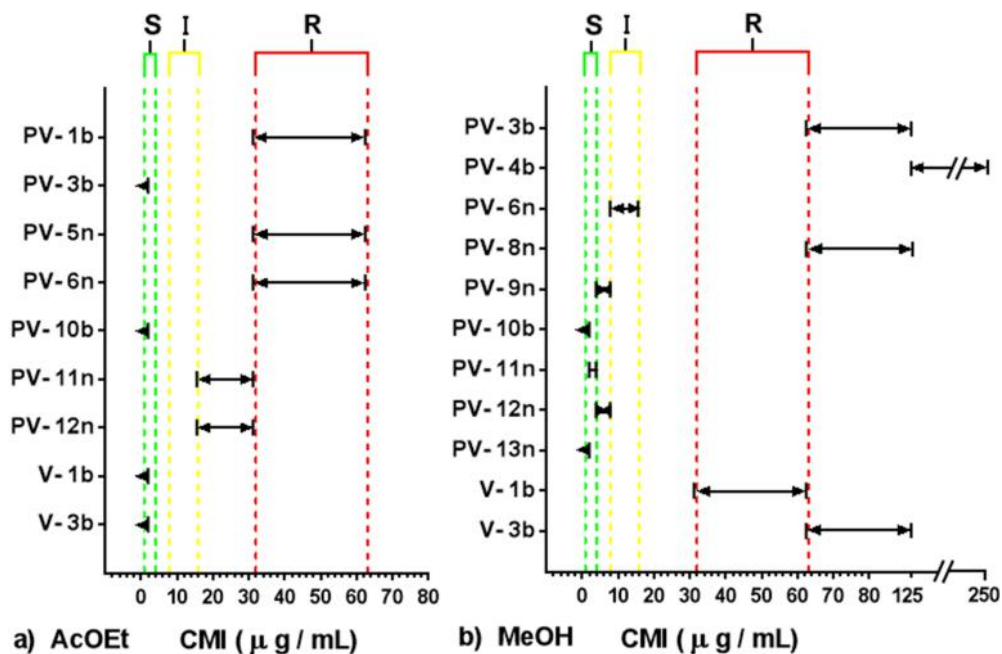 S I R
PV-1b
PV-3b
PV-5n
PV-6n
PV-10b
PV-11n
PV-12n
V-1b
V-3b
0 10 20 30 40 50 60 70 80
a) AcOEt CMI ( μ g / mL)
S I R
PV-3b
PV-4b
PV-6n
PV-8n
PV-9n
PV-10b
PV-11n
PV-12n
PV-13n
V-1b
V-3b
0 10 20 30 40 50 60 70 80 125 250
b) MeOH CMI ( μ g / mL)